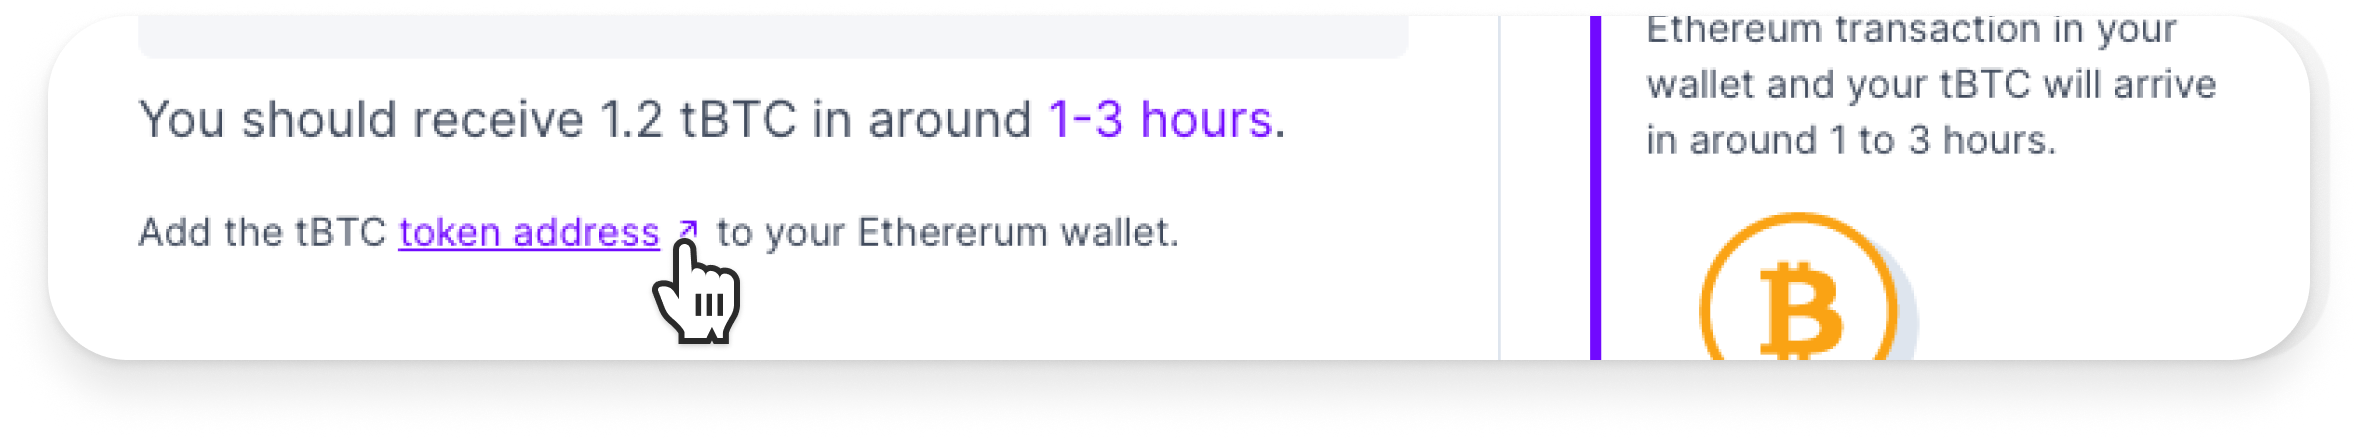 You should receive 1.2 tBTC in around 1-3 hours.
Add the tBTC token address ↗ to your Ethererum wallet.
Ethereum transaction in your
wallet and your tBTC will arrive
in around 1 to 3 hours.